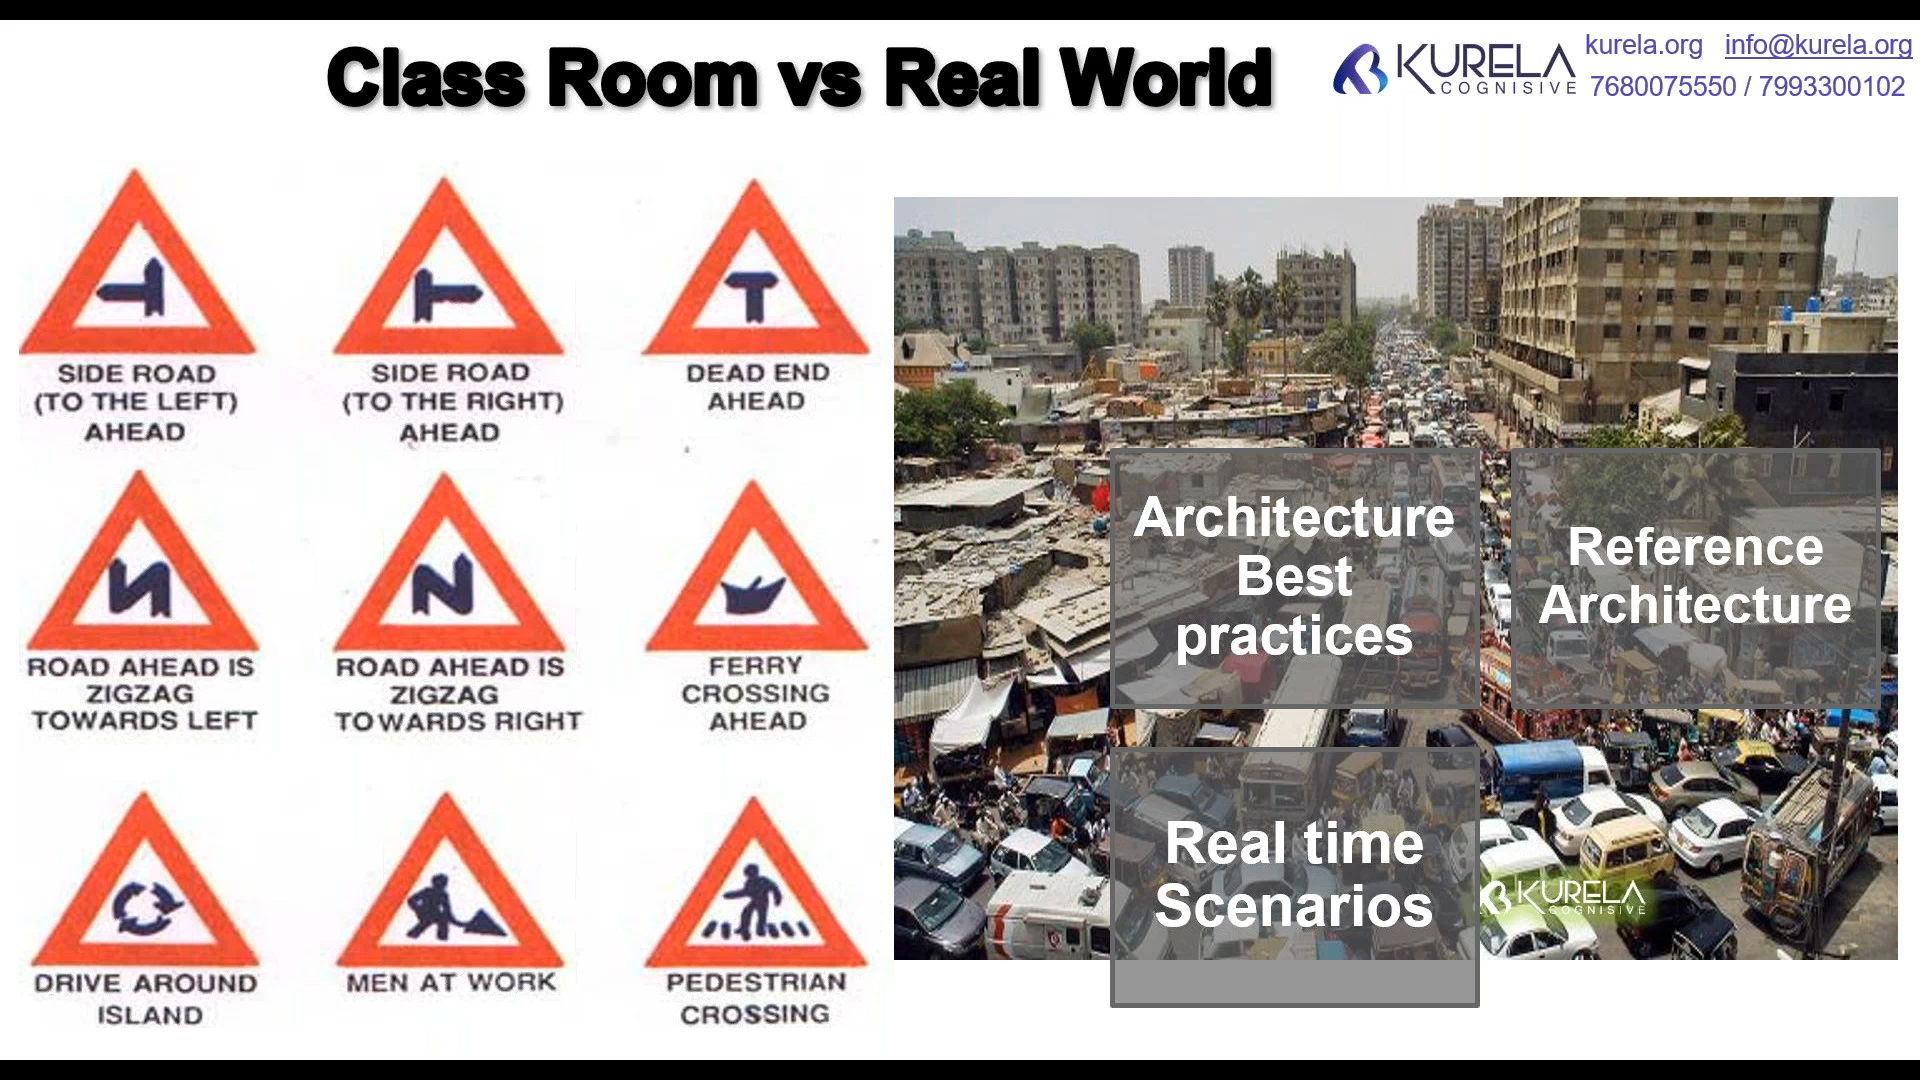 Class Room vs Real World
KURELA
COGNISIVE
kurela.org info@kurela.org
7680075550 / 7993300102
SIDE ROAD
(TO THE LEFT)
AHEAD
SIDE ROAD
(TO THE RIGHT)
AHEAD
DEAD END
AHEAD
ROAD AHEAD IS
ZIGZAG
TOWARDS LEFT
ROAD AHEAD IS
ZIGZAG
TOWARDS RIGHT
FERRY
CROSSING
AHEAD
DRIVE AROUND
ISLAND
MEN AT WORK
PEDESTRIAN
CROSSING
Architecture
Best
practices
Reference
Architecture
Real time
Scenarios
KURELA
COGNISIVE